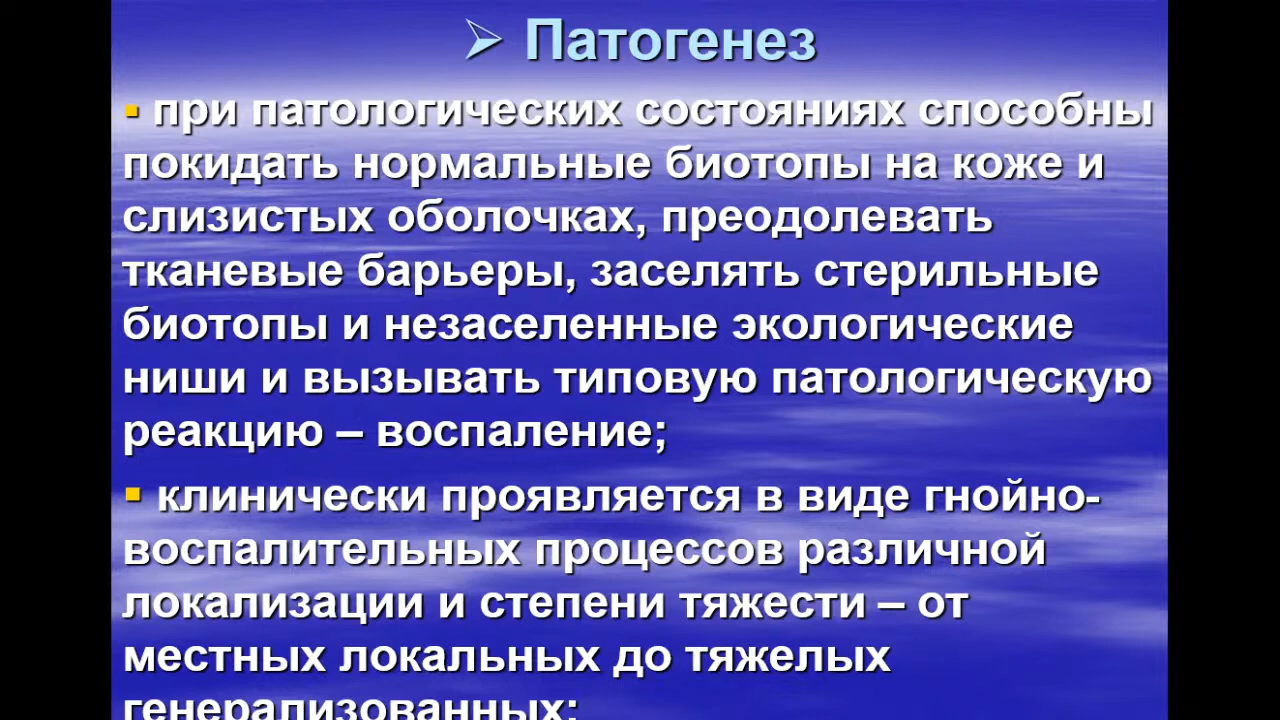 ➢ Патогенез
▪ при патологических состояниях способны
покидать нормальные биотопы на коже и
слизистых оболочках, преодолевать
тканевые барьеры, заселять стерильные
биотопы и незаселенные экологические
ниши и вызывать типовую патологическую
реакцию – воспаление;
▪ клинически проявляется в виде гнойно-
воспалительных процессов различной
локализации и степени тяжести – от
местных локальных до тяжелых
генерализованных;